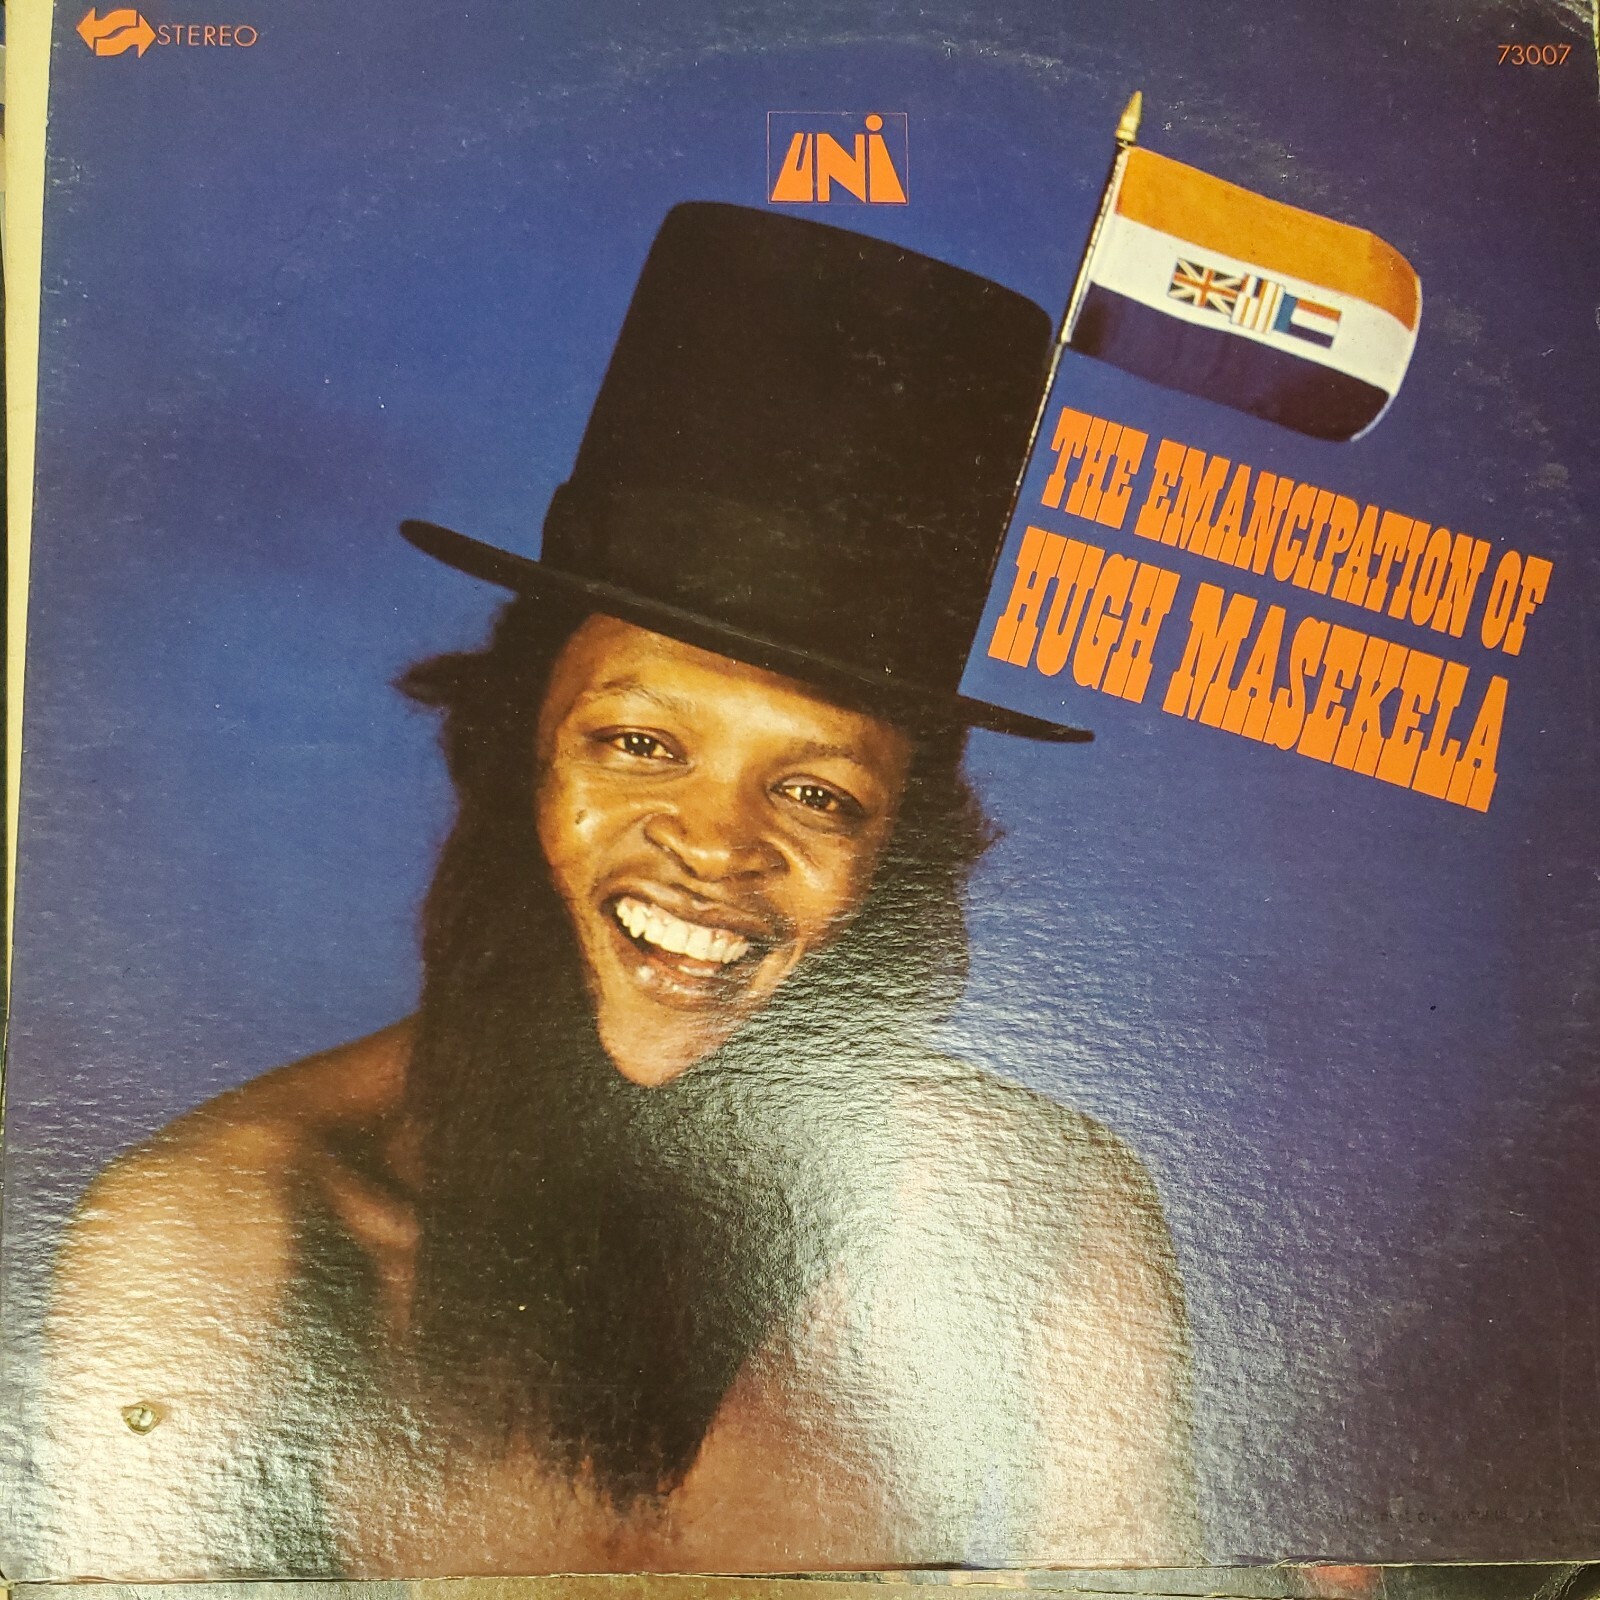 STEREO
73007
UNI
THE EMANCIPATION OF
HUGH MASEKELA